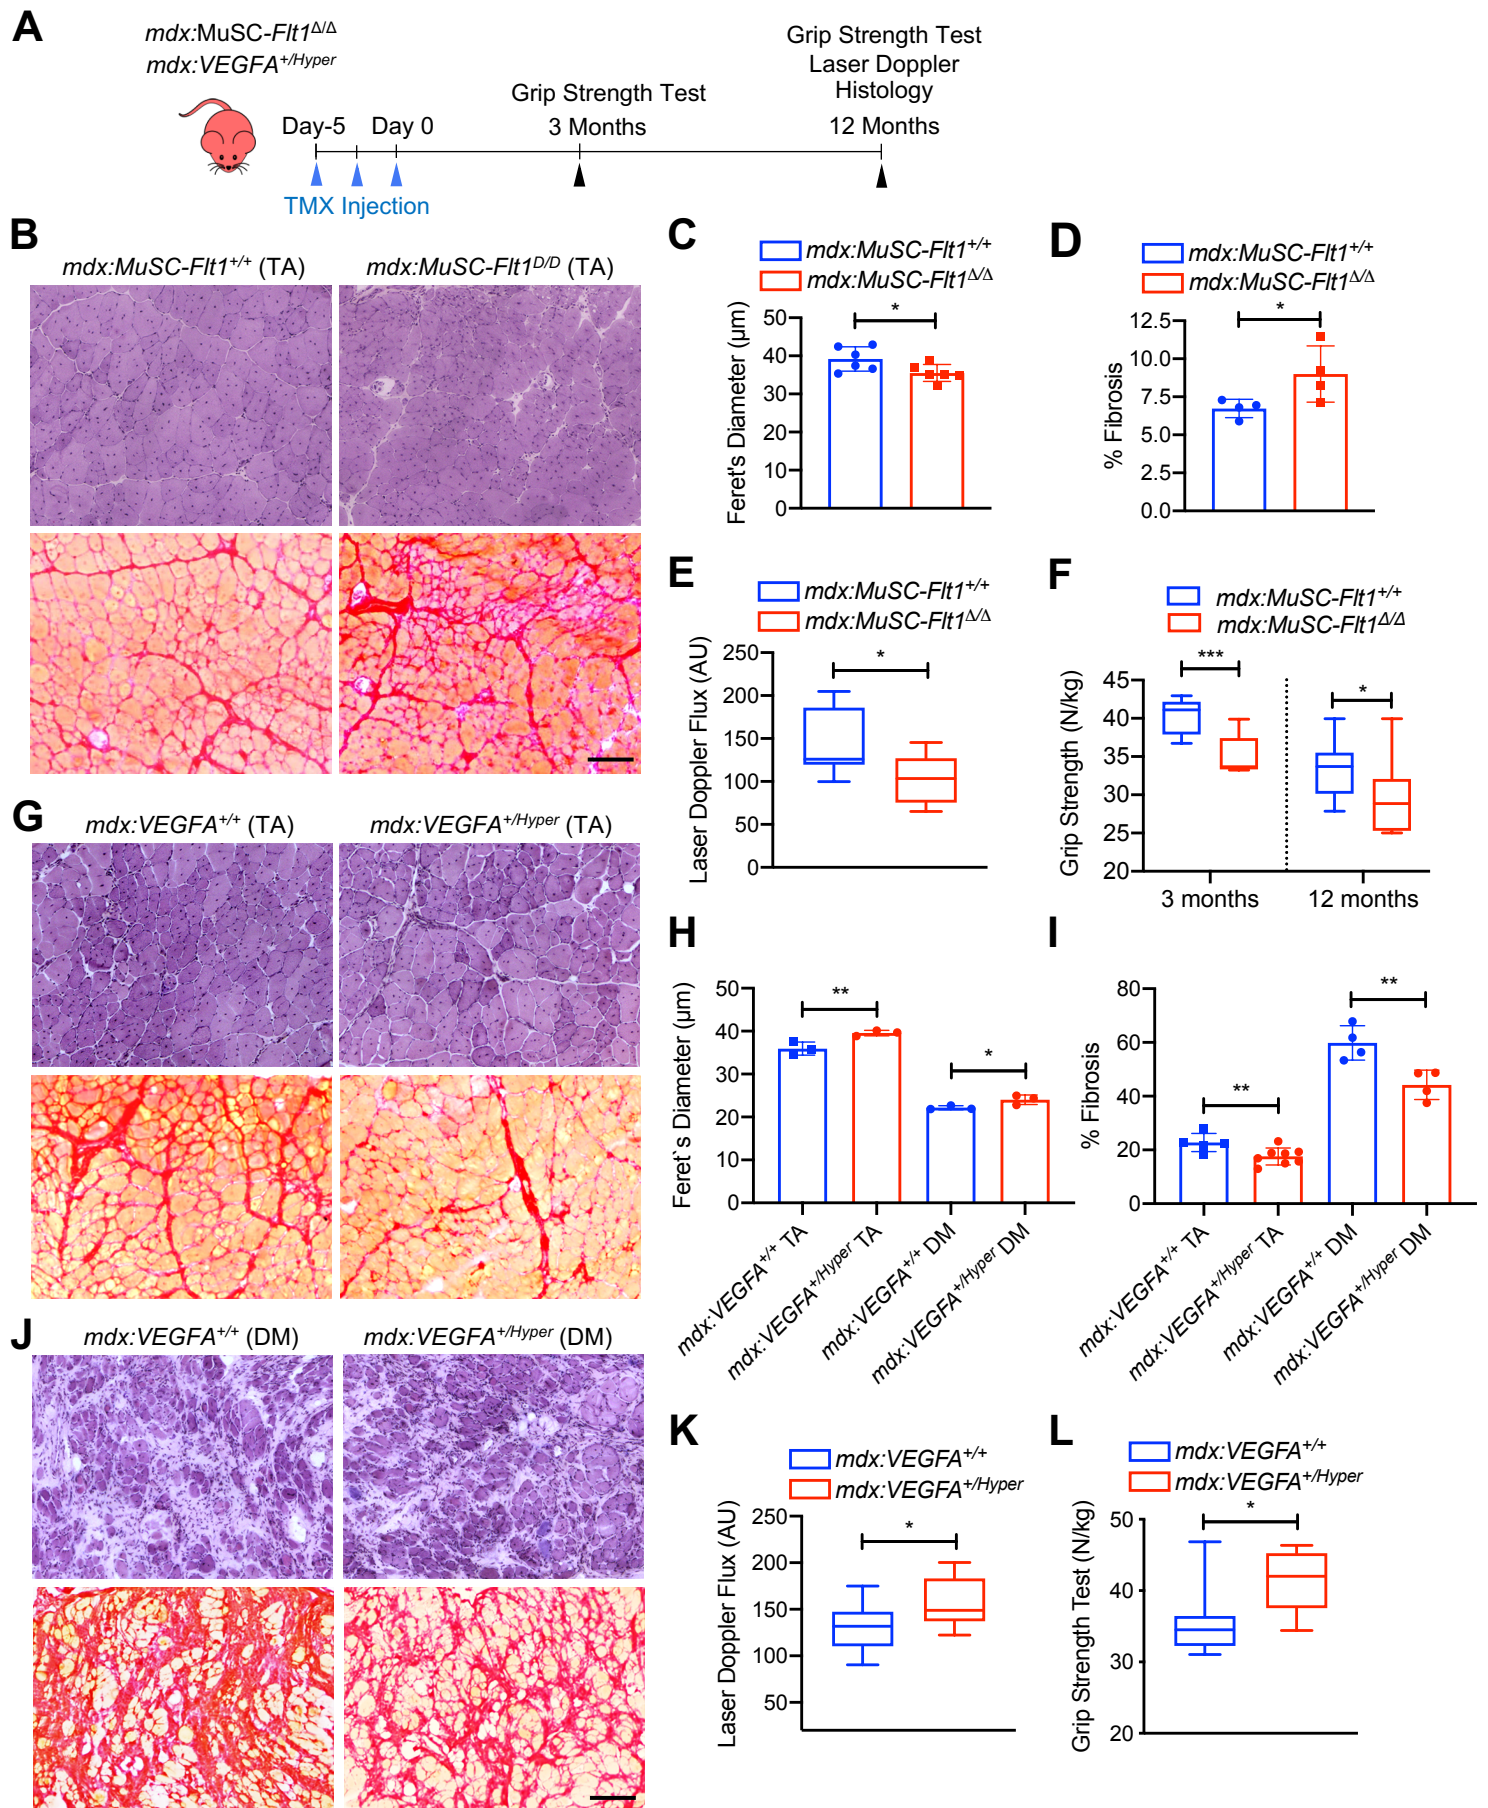 A
mdx:MuSC-Flt1Δ/Δ
mdx:VEGFA+/Hyper
Day-5
Day 0
TMX Injection
Grip Strength Test
3 Months
Grip Strength Test
Laser Doppler
Histology
12 Months
B
mdx:MuSC-Flt1+/+ (TA)
mdx:MuSC-Flt1D/D (TA)
C
mdx:MuSC-Flt1+/+
mdx:MuSC-Flt1Δ/Δ
*
Feret's Diameter (μm)
50
40
30
20
10
0
D
mdx:MuSC-Flt1+/+
mdx:MuSC-Flt1Δ/Δ
*
% Fibrosis
12.5
10.0
7.5
5.0
2.5
0.0
E
mdx:MuSC-Flt1+/+
mdx:MuSC-Flt1Δ/Δ
*
Laser Doppler Flux (AU)
250
200
150
100
50
0
F
mdx:MuSC-Flt1+/+
mdx:MuSC-Flt1Δ/Δ
***
*
Grip Strength (N/kg)
45
40
35
30
25
20
3 months
12 months
G
mdx:VEGFA+/+ (TA)
mdx:VEGFA+/Hyper (TA)
H
**
*
Feret`s Diameter (μm)
50
40
30
20
10
0
mdx:VEGFA+/+ TA
mdx:VEGFA+/Hyper TA
mdx:VEGFA+/+ DM
mdx:VEGFA+/Hyper DM
I
**
**
% Fibrosis
80
60
40
20
0
mdx:VEGFA+/+ TA
mdx:VEGFA+/Hyper TA
mdx:VEGFA+/+ DM
mdx:VEGFA+/Hyper DM
J
mdx:VEGFA+/+ (DM)
mdx:VEGFA+/Hyper (DM)
K
mdx:VEGFA+/+
mdx:VEGFA+/Hyper
*
Laser Doppler Flux (AU)
250
200
150
100
50
L
mdx:VEGFA+/+
mdx:VEGFA+/Hyper
*
Grip Strength Test (N/kg)
50
40
30
20